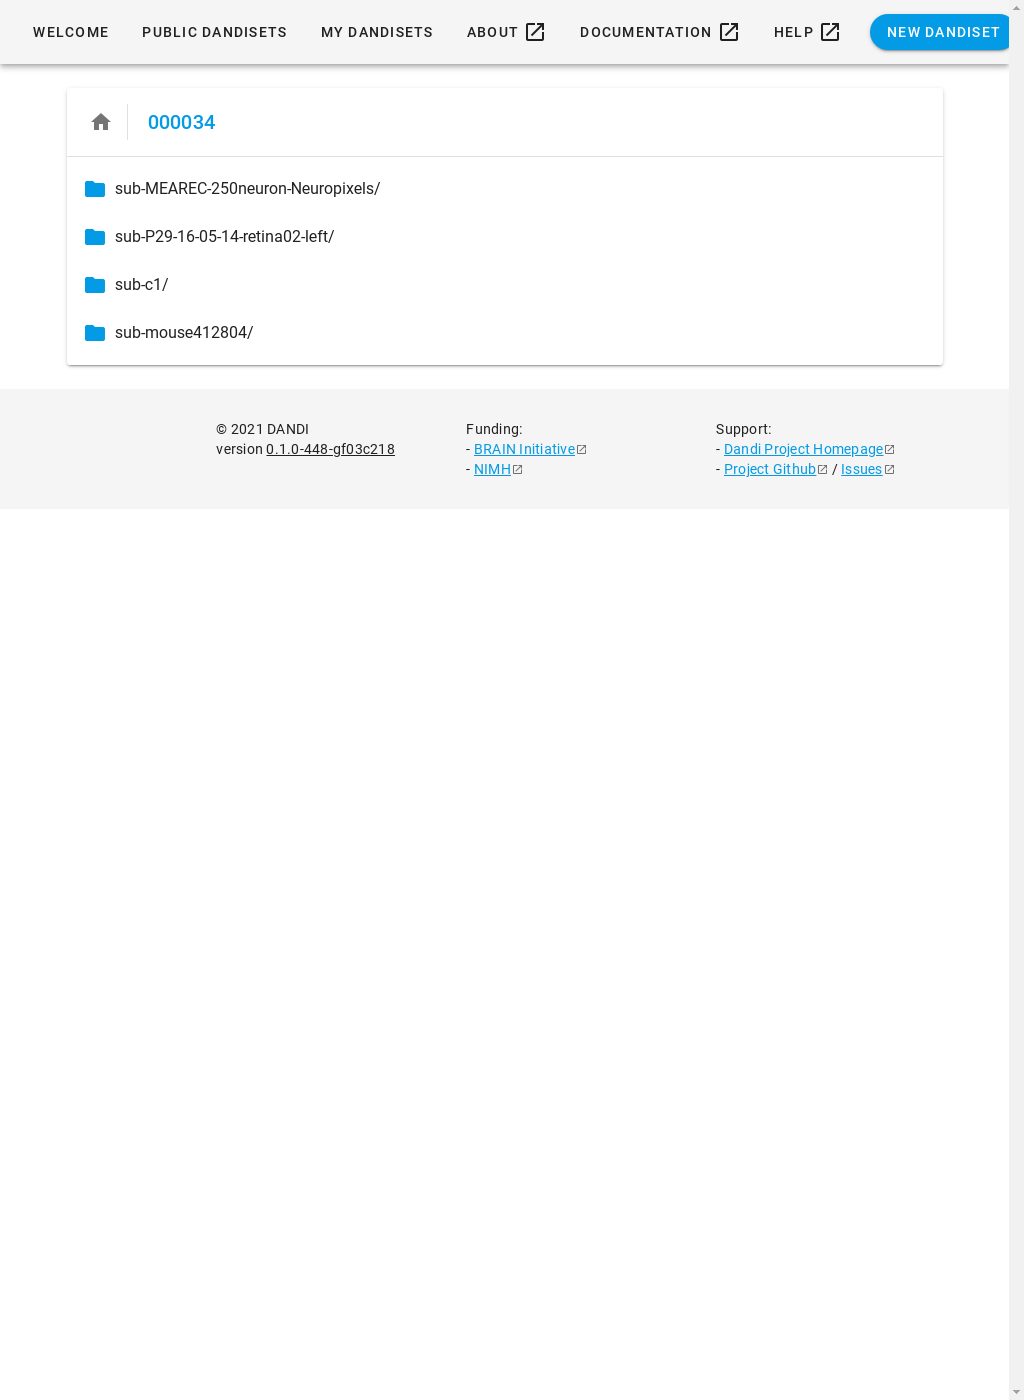 WELCOME PUBLIC DANDISETS MY DANDISETS ABOUT DOCUMENTATION HELP NEW DANDISET
000034
sub-MEAREC-250neuron-Neuropixels/
sub-P29-16-05-14-retina02-left/
sub-c1/
sub-mouse412804/
© 2021 DANDI
version 0.1.0-448-gf03c218
Funding:
- BRAIN Initiative
- NIMH
Support:
- Dandi Project Homepage
- Project Github / Issues